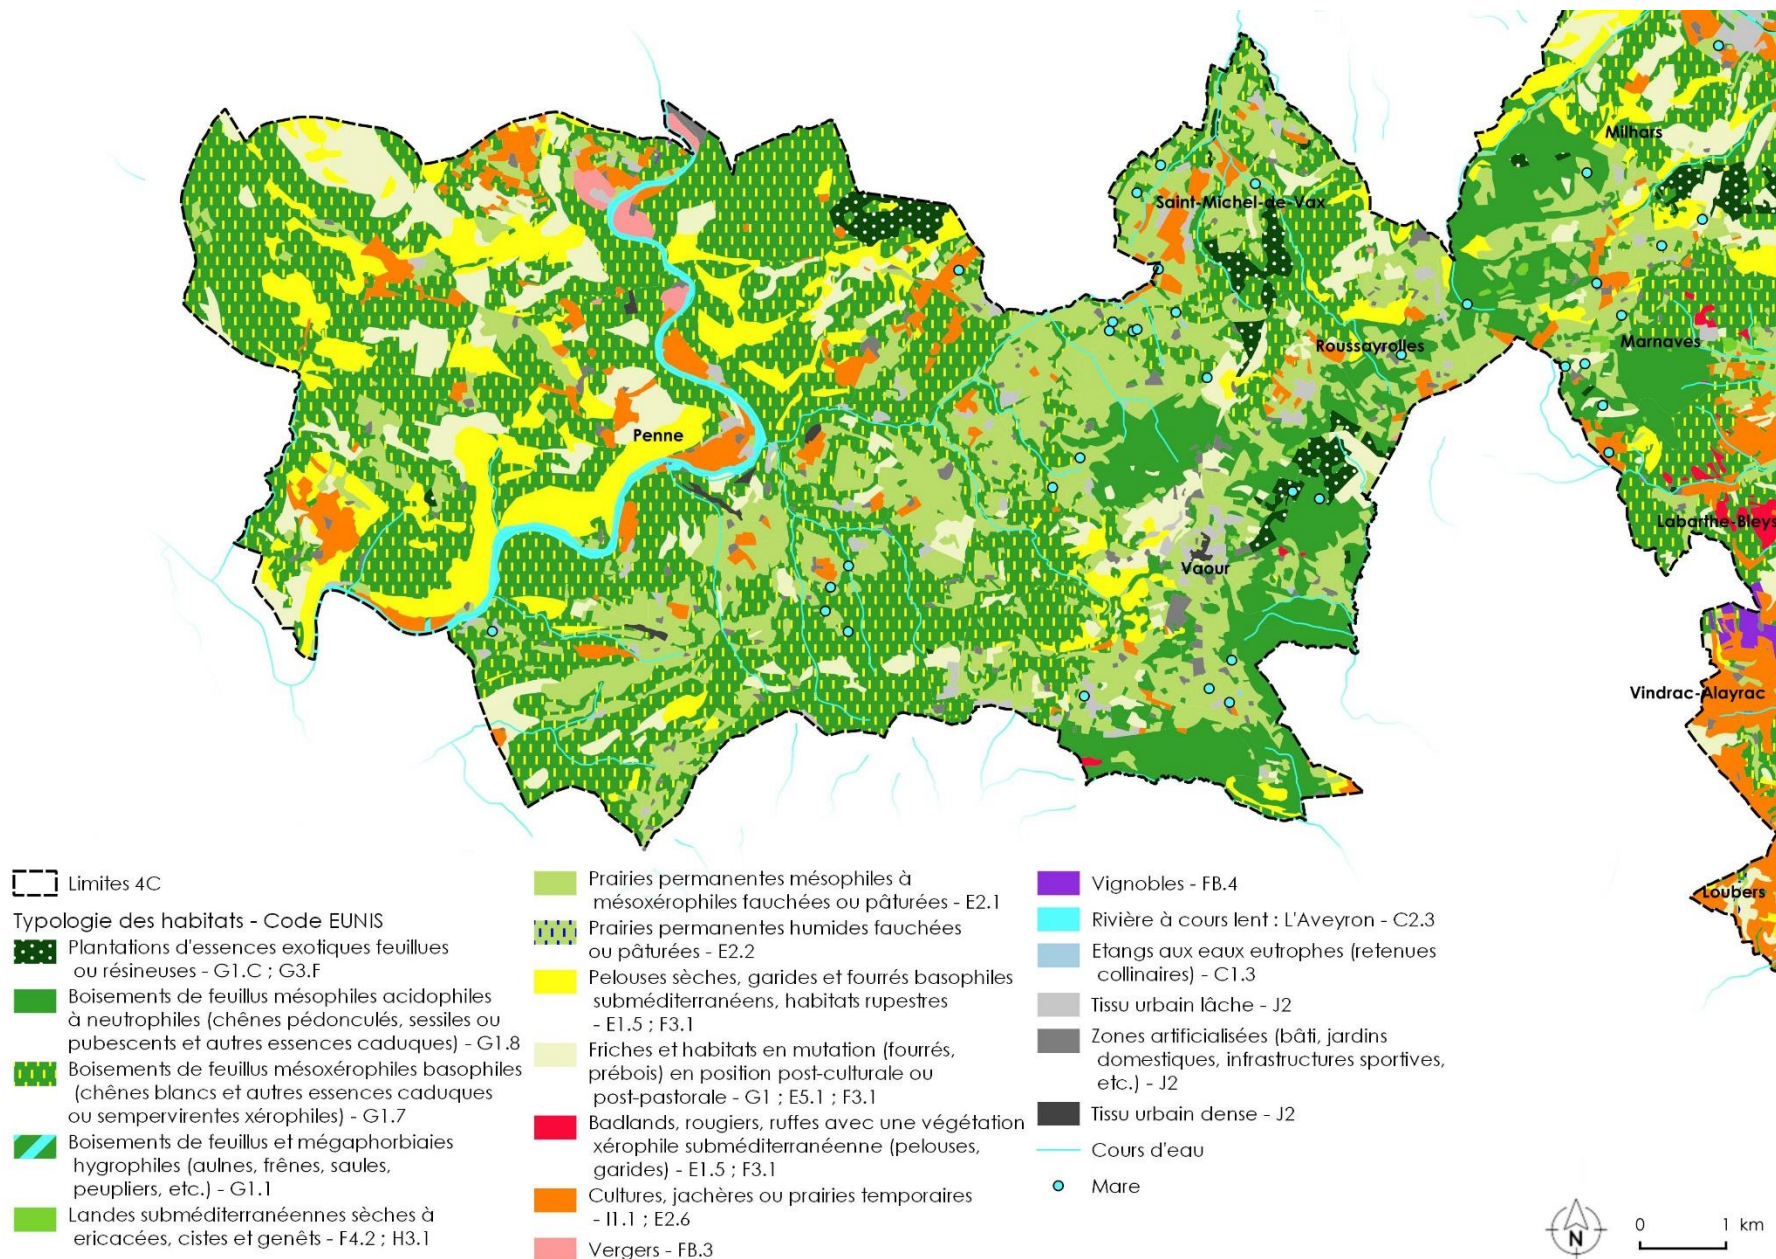 Milhars
Saint-Michel-de-Vax
Roussayrolles
Marnaves
Penne
Labarthe-Bleys
Vaour
Vindrac-Alayrac
Loubers
Limites 4C
Typologie des habitats - Code EUNIS
Plantations d'essences exotiques feuillues
ou résineuses - G1.C ; G3.F
Boisements de feuillus mésophiles acidophiles
à neutrophiles (chênes pédonculés, sessiles ou
pubescents et autres essences caduques) - G1.8
Boisements de feuillus mésoxérophiles basophiles
(chênes blancs et autres essences caduques
ou sempervirentes xérophiles) - G1.7
Boisements de feuillus et mégaphorbiaies
hygrophiles (aulnes, frênes, saules,
peupliers, etc.) - G1.1
Landes subméditerranéennes sèches à
ericacées, cistes et genêts - F4.2 ; H3.1
Prairies permanentes mésophiles à
mésoxérophiles fauchées ou pâturées - E2.1
Prairies permanentes humides fauchées
ou pâturées - E2.2
Pelouses sèches, garides et fourrés basophiles
subméditerranéens, habitats rupestres
- E1.5 ; F3.1
Friches et habitats en mutation (fourrés,
prébois) en position post-culturale ou
post-pastorale - G1 ; E5.1 ; F3.1
Badlands, rougiers, ruffes avec une végétation
xérophile subméditerranéenne (pelouses,
garides) - E1.5 ; F3.1
Cultures, jachères ou prairies temporaires
- I1.1 ; E2.6
Vergers - FB.3
Vignobles - FB.4
Rivière à cours lent : L'Aveyron - C2.3
Etangs aux eaux eutrophes (retenues
collinaires) - C1.3
Tissu urbain lâche - J2
Zones artificialisées (bâti, jardins
domestiques, infrastructures sportives,
etc.) - J2
Tissu urbain dense - J2
Cours d'eau
Mare
N
0 1 km